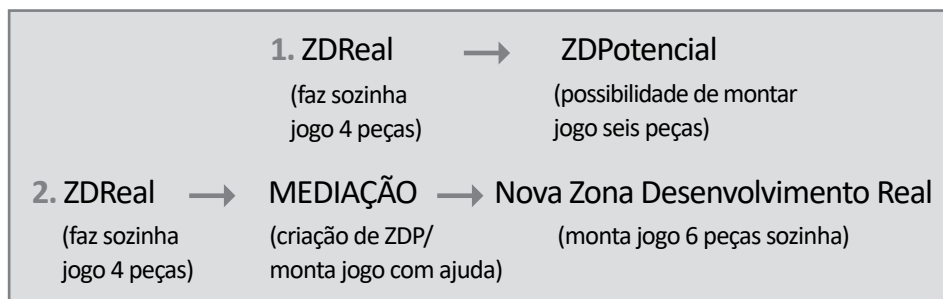 1. ZDReal → ZDPotencial
(faz sozinha (possibilidade de montar
jogo 4 peças) jogo seis peças)
2. ZDReal → MEDIAÇÃO → Nova Zona Desenvolvimento Real
(faz sozinha (criação de ZDP/ (monta jogo 6 peças sozinha)
jogo 4 peças) monta jogo com ajuda)